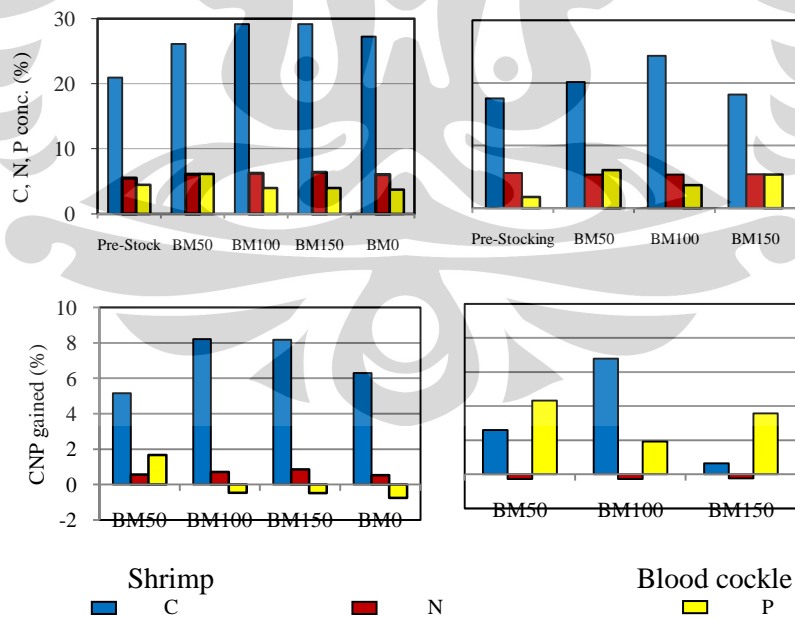 C, N, P conc. (%)
30
20
10
0
Pre-Stock BM50 BM100 BM150 BM0
Pre-Stocking BM50 BM100 BM150
CNP gained (%)
10
8
6
4
2
0
-2
BM50 BM100 BM150 BM0
BM50 BM100 BM150
Shrimp Blood cockle
C N P